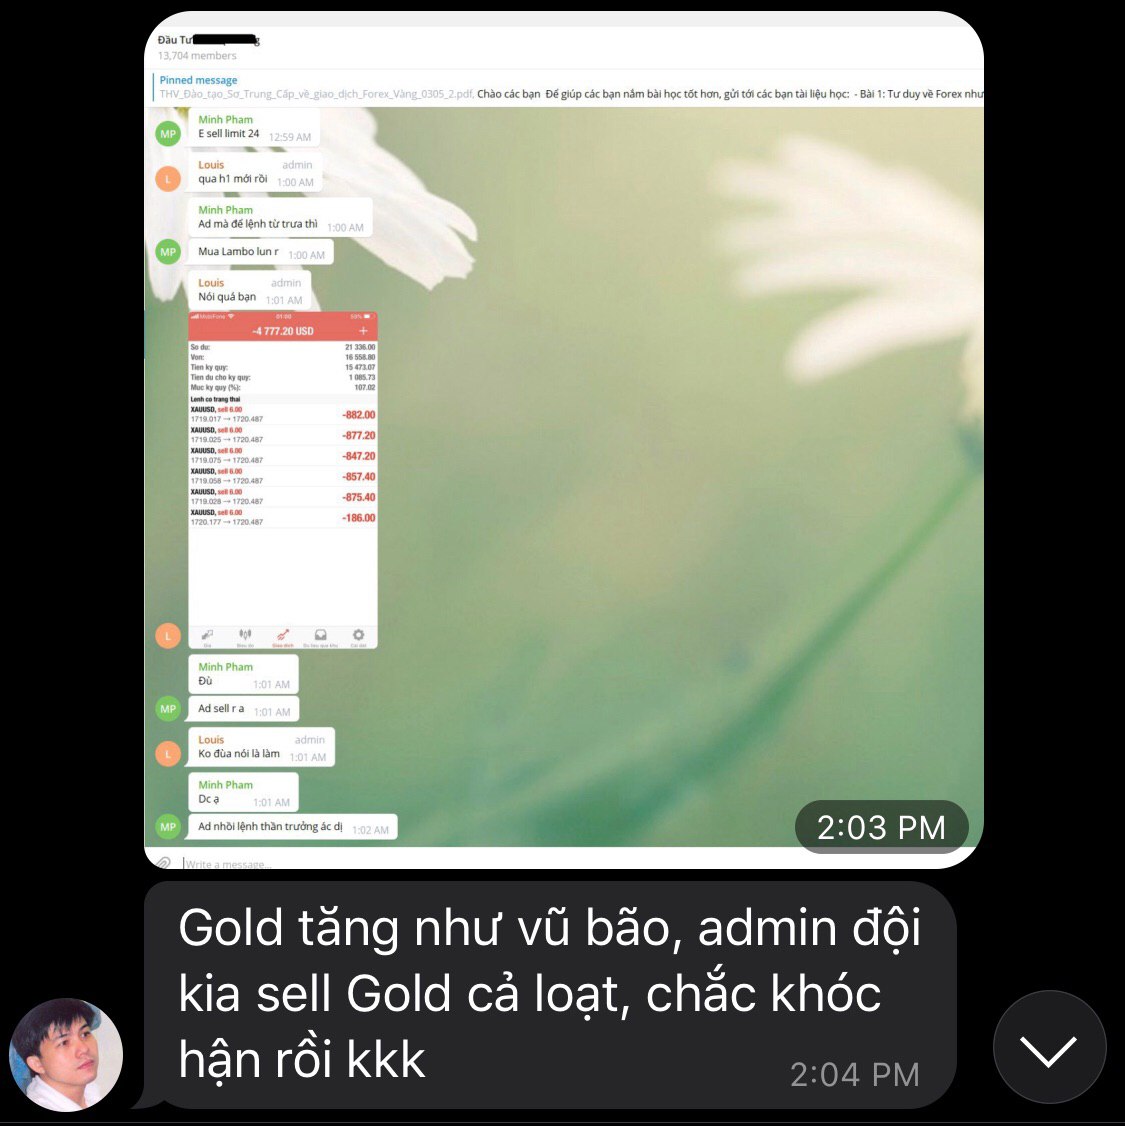 Đầu Tư
13,704 members
Pinned message
THV_Đào_tạo_Sơ_Trung_Cấp_về_giao_dịch_Forex_Vàng_0305_2.pdf, Chào các bạn Để giúp các bạn nắm bài học tốt hơn, gửi tới các bạn tài liệu học: - Bài 1: Tư duy về Forex như
Minh Pham
E sell limit 24 12:59 AM
MP
Louis admin
qua h1 mới rồi 1:00 AM
L
Minh Pham
Ad mà để lệnh từ trưa thì 1:00 AM
Mua Lambo lun r 1:00 AM
MP
Louis admin
Nói quá bạn 1:01 AM
MobiFone 01:00 59%
-4 777.20 USD +
So du: 21 336.00
Von: 16 558.80
Tien ky quy: 15 473.07
Tien du cho ky quy: 1 085.73
Muc ky quy (%): 107.02
Lenh co trang thai
XAUUSD, sell 6.00
1719.017 → 1720.487 -882.00
XAUUSD, sell 6.00
1719.025 → 1720.487 -877.20
XAUUSD, sell 6.00
1719.075 → 1720.487 -847.20
XAUUSD, sell 6.00
1719.058 → 1720.487 -857.40
XAUUSD, sell 6.00
1719.028 → 1720.487 -875.40
XAUUSD, sell 6.00
1720.177 → 1720.487 -186.00
Giao dich
L
Minh Pham
Đù 1:01 AM
Ad sell r a 1:01 AM
MP
Louis admin
Ko đùa nói là làm 1:01 AM
L
Minh Pham
Dc ạ 1:01 AM
Ad nhồi lệnh thần trưởng ác dị 1:02 AM
MP
2:03 PM
Write a message...
Gold tăng như vũ bão, admin đội
kia sell Gold cả loạt, chắc khóc
hận rồi kkk
2:04 PM